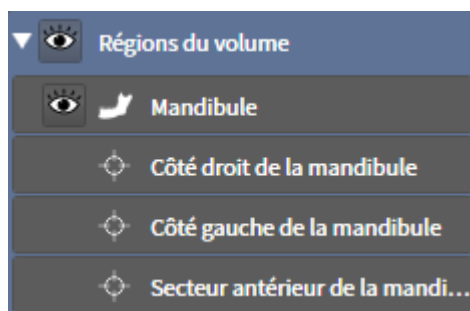 Régions du volume
Mandibule
Côté droit de la mandibule
Côté gauche de la mandibule
Secteur antérieur de la mandi...